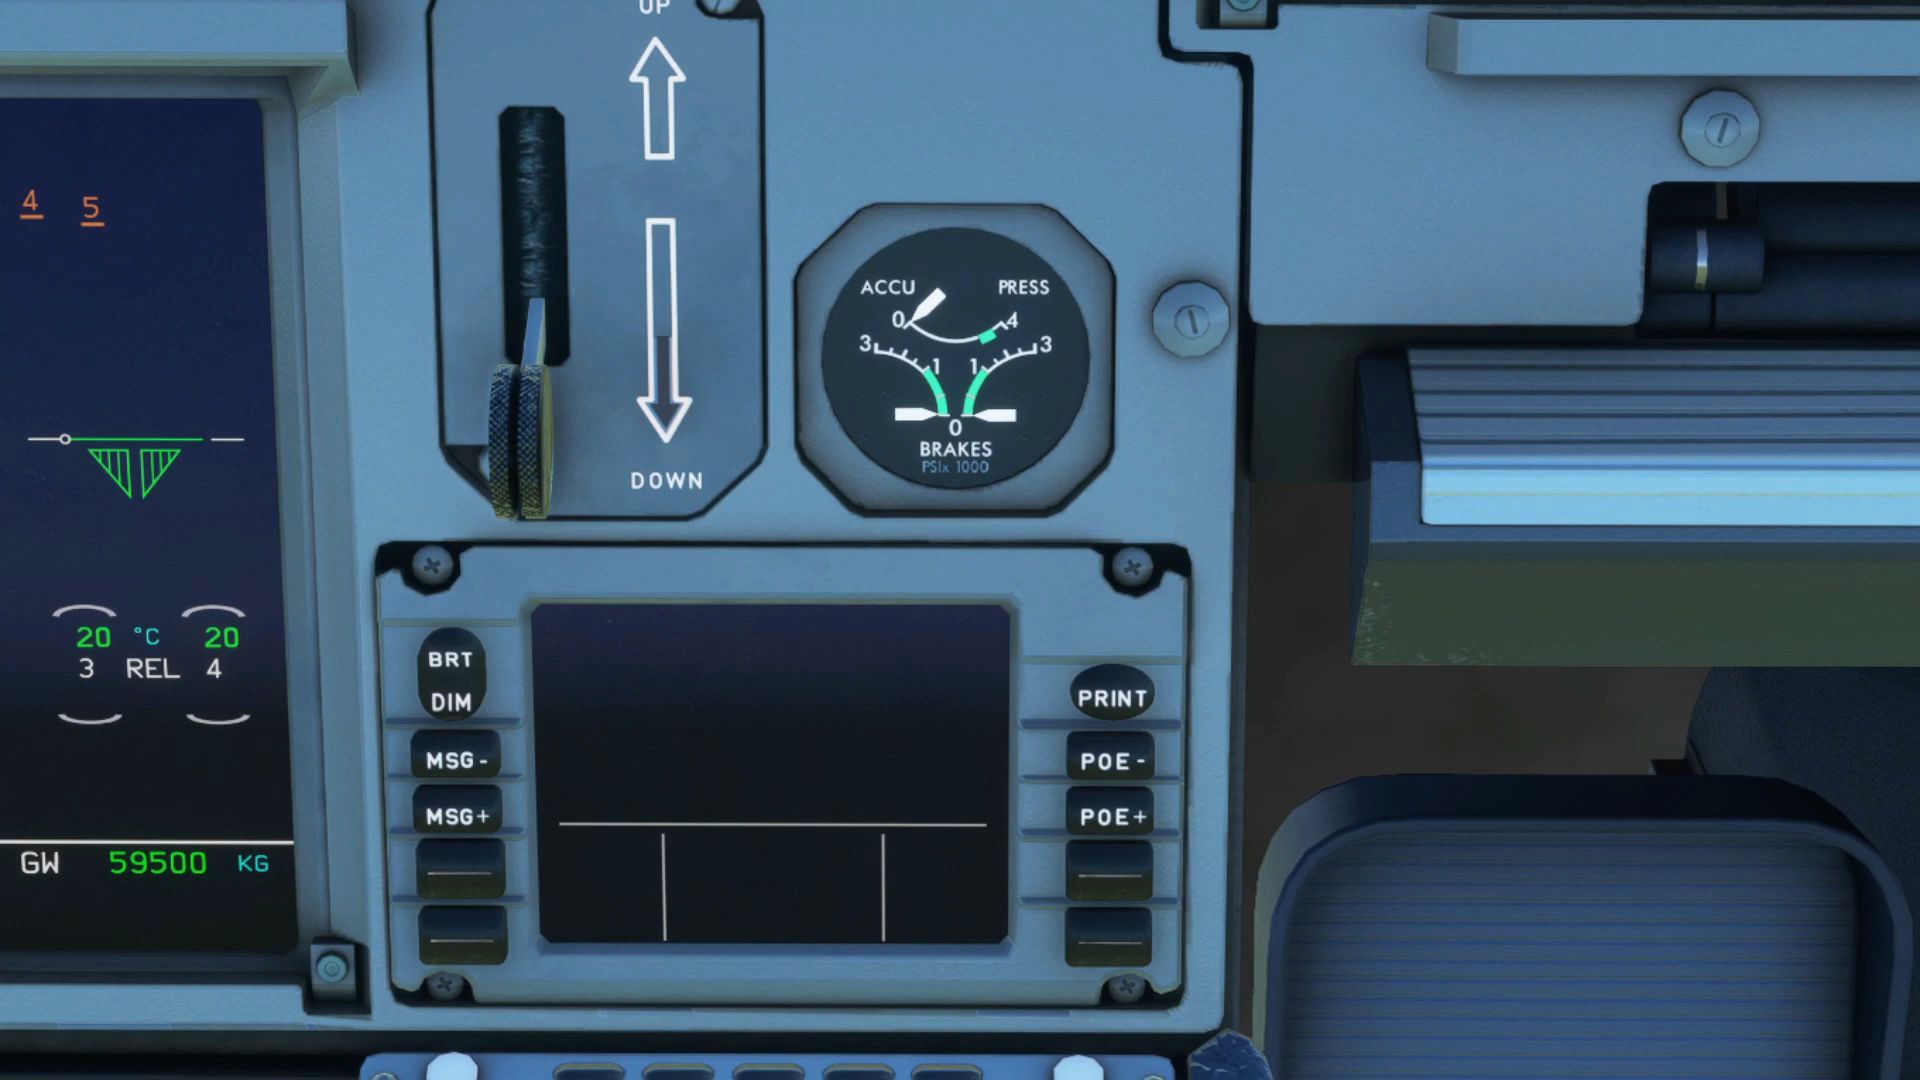 UP
4 5
ACCU PRESS
0 4
3 1 1 3
0
BRAKES
PSIx 1000
DOWN
20 °C 20
3 REL 4
GW 59500 KG
BRT
DIM
MSG-
MSG+
PRINT
POE-
POE+